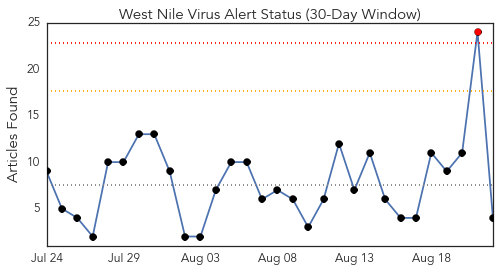 West Nile Virus Alert Status (30-Day Window)
Articles Found
25
20
15
10
5
Jul 24 Jul 29 Aug 03 Aug 08 Aug 13 Aug 18